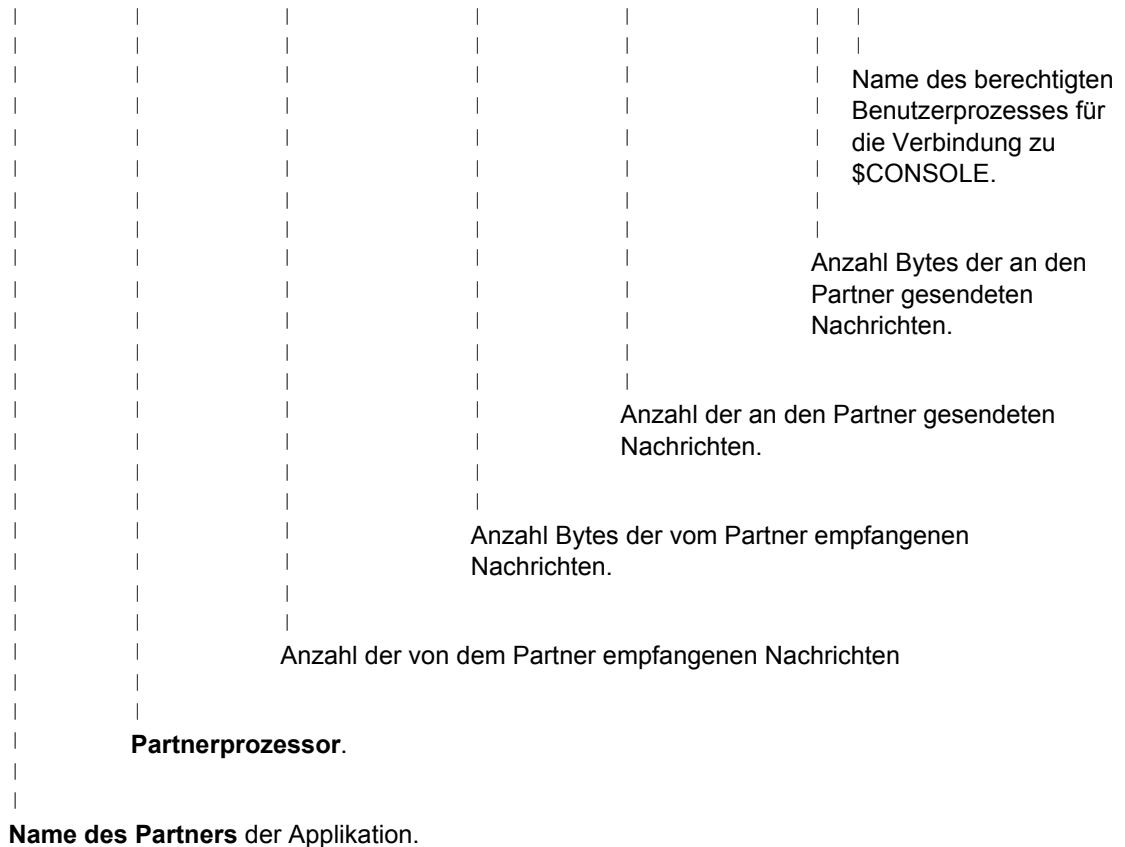 Name des berechtigten
Benutzerprozesses für
die Verbindung zu
$CONSOLE.
Anzahl Bytes der an den
Partner gesendeten
Nachrichten.
Anzahl der an den Partner gesendeten
Nachrichten.
Anzahl Bytes der vom Partner empfangenen
Nachrichten.
Anzahl der von dem Partner empfangenen Nachrichten
Partnerprozessor.
Name des Partners der Applikation.